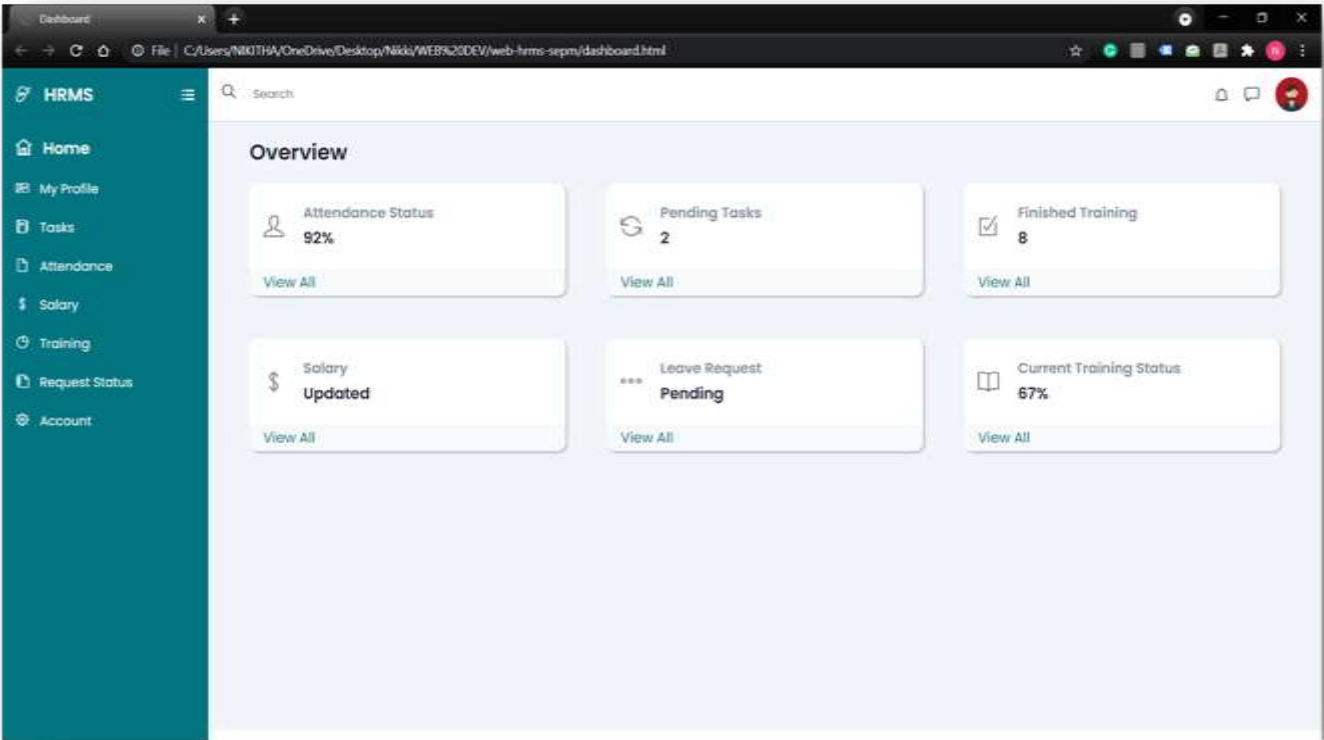 Dashboard
File | C:/Users/NIKITHA/OneDrive/Desktop/Nikki/WEB%20DEV/web-hrms-sepm/dashboard.html
N
HRMS
Search
Home
My Profile
Tasks
Attendance
$ Salary
Training
Request Status
Account
Overview
Attendance Status
92%
View All
Pending Tasks
2
View All
Finished Training
8
View All
$ Salary
Updated
View All
Leave Request
Pending
View All
Current Training Status
67%
View All